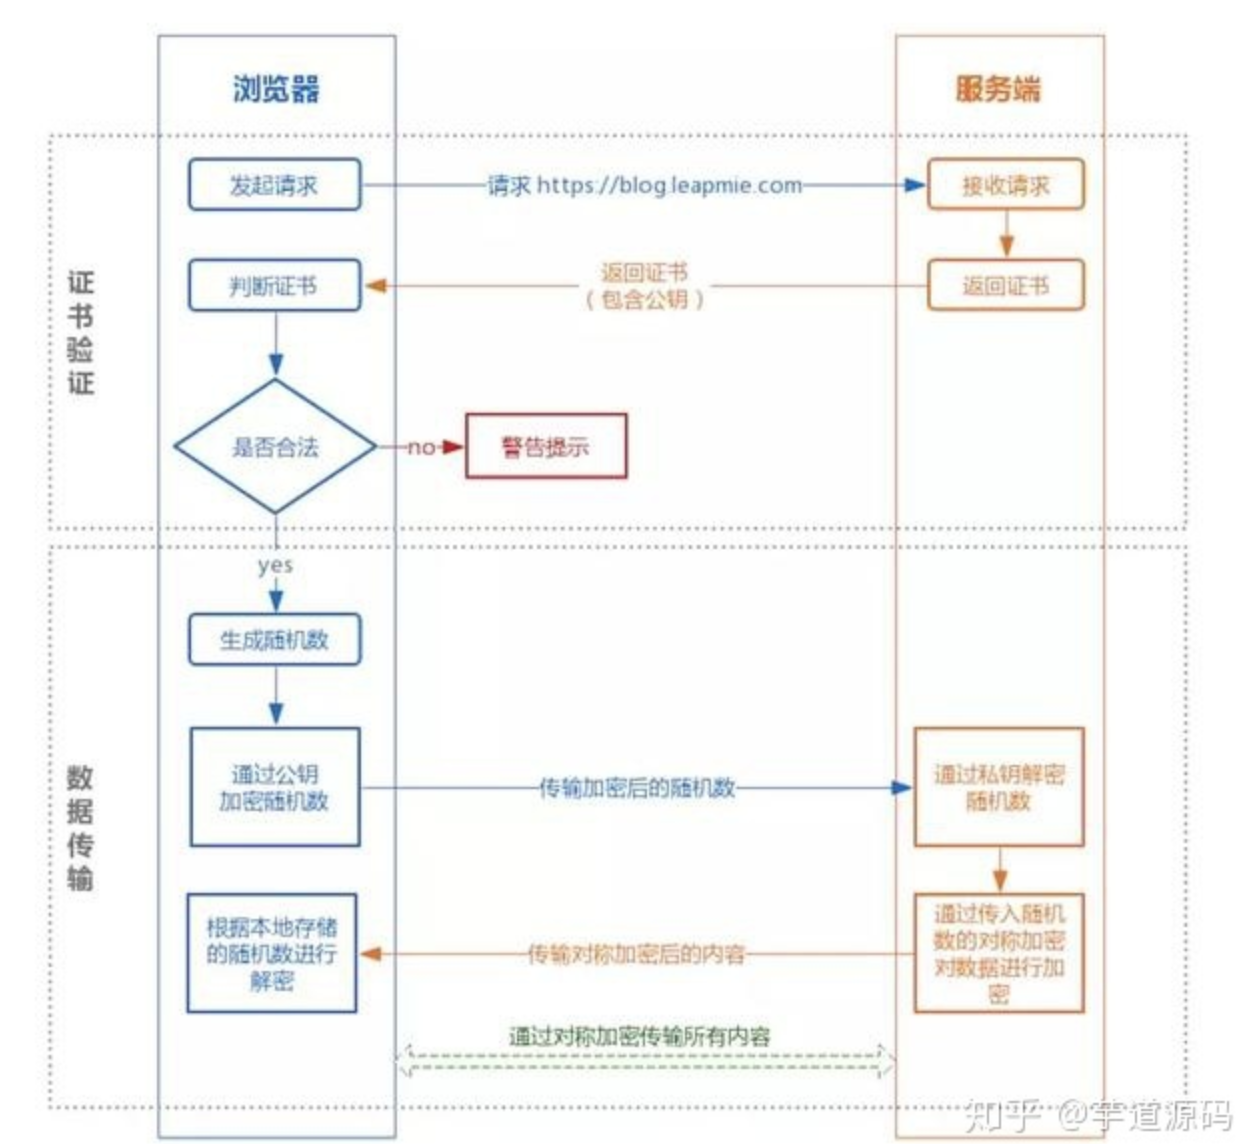 浏览器
服务端
证书验证
发起请求
请求 https://blog.leapmie.com
接收请求
判断证书
返回证书
（包含公钥）
返回证书
是否合法
no
警告提示
yes
数据传输
生成随机数
通过公钥
加密随机数
传输加密后的随机数
通过私钥解密
随机数
根据本地存储
的随机数进行
解密
传输对称加密后的内容
通过传入随机
数的对称加密
对数据进行加
密
通过对称加密传输所有内容
知乎 @芋道源码